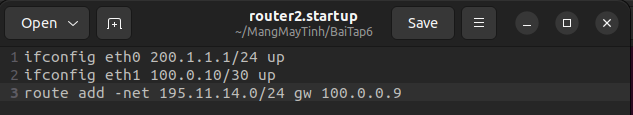 Open
router2.startup
~/MangMayTinh/BaiTap6
Save
1 ifconfig eth0 200.1.1.1/24 up
2 ifconfig eth1 100.0.0.10/30 up
3 route add -net 195.11.14.0/24 gw 100.0.0.9